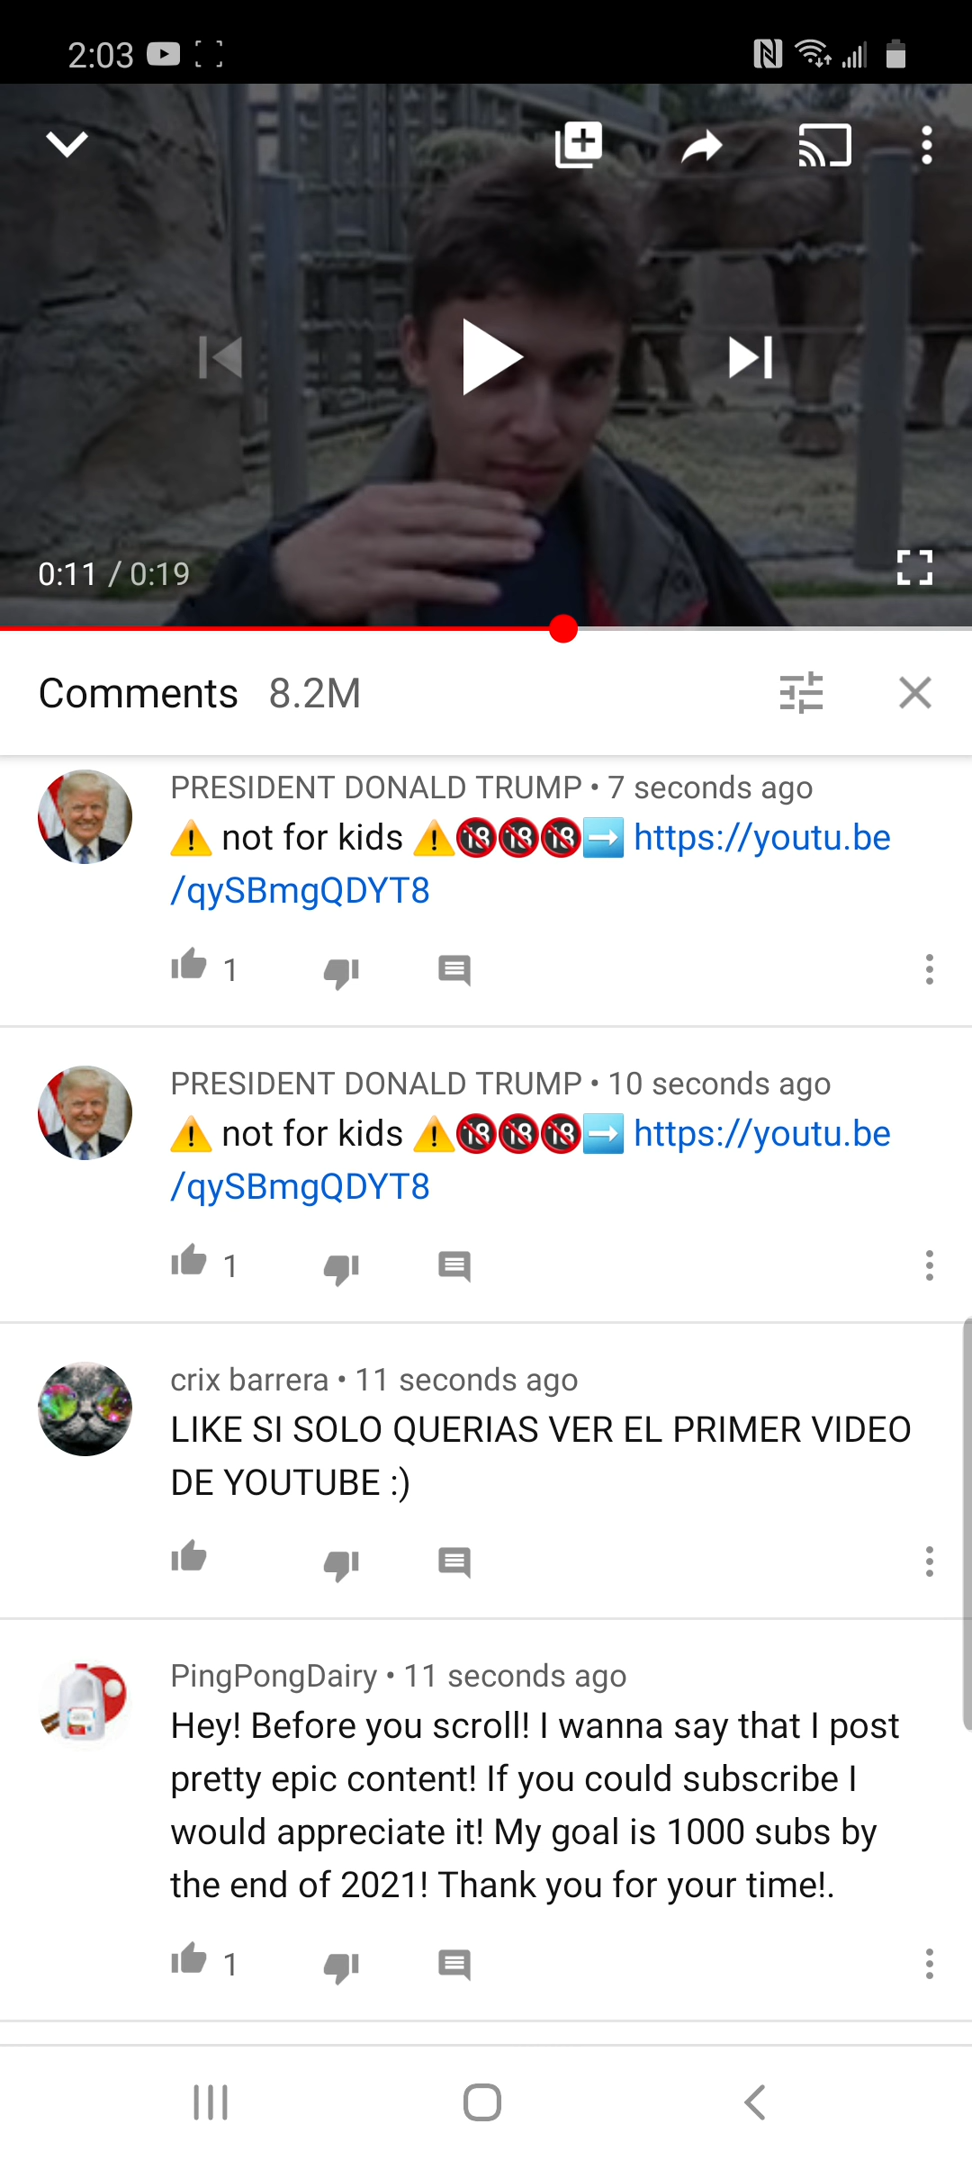 2:03
0:11 / 0:19
Comments 8.2M
PRESIDENT DONALD TRUMP • 7 seconds ago
⚠️ not for kids ⚠️🔞🔞🔞➡️ https://youtu.be
/qySBmgQDYT8
1
PRESIDENT DONALD TRUMP • 10 seconds ago
⚠️ not for kids ⚠️🔞🔞🔞➡️ https://youtu.be
/qySBmgQDYT8
1
crix barrera • 11 seconds ago
LIKE SI SOLO QUERIAS VER EL PRIMER VIDEO
DE YOUTUBE :)
PingPongDairy • 11 seconds ago
Hey! Before you scroll! I wanna say that I post
pretty epic content! If you could subscribe I
would appreciate it! My goal is 1000 subs by
the end of 2021! Thank you for your time!.
1